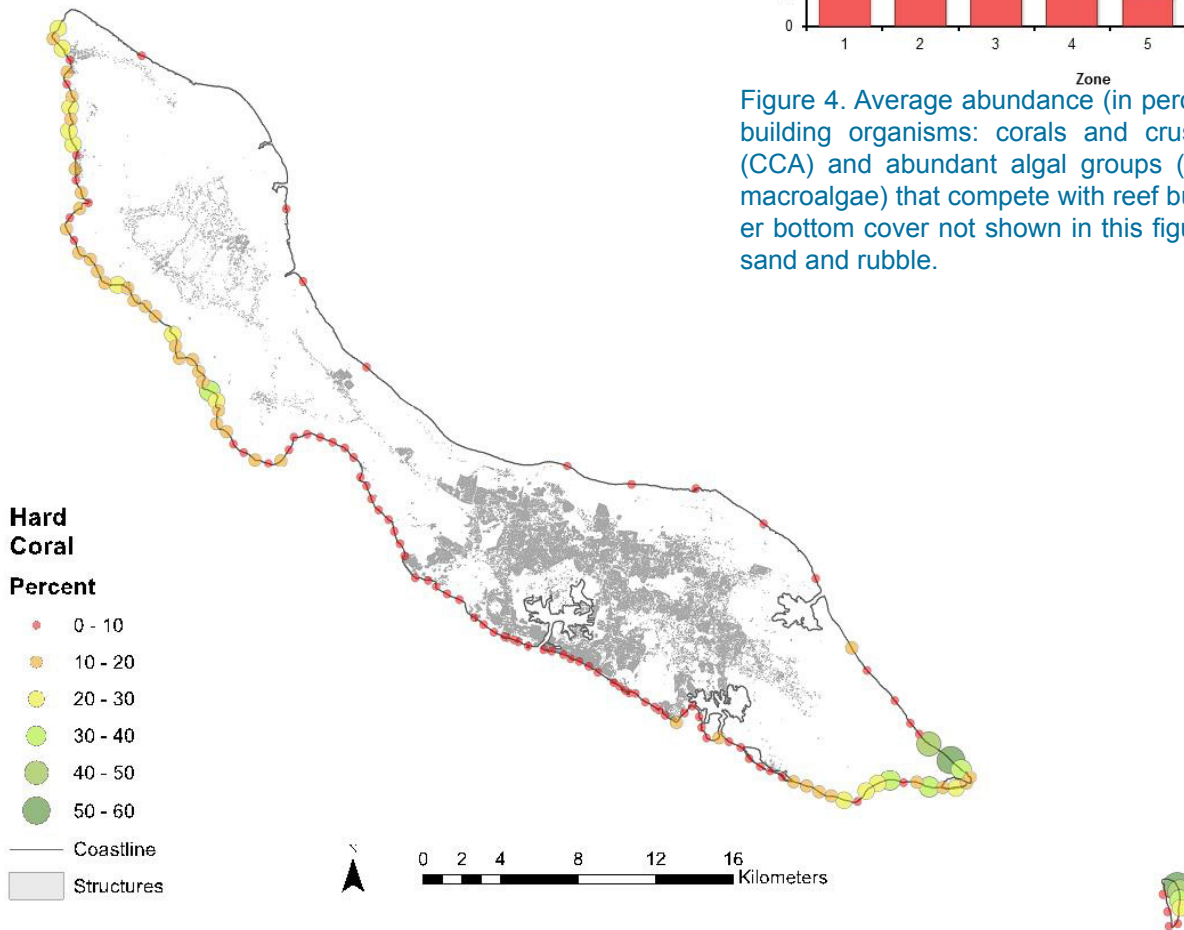 0
1 2 3 4 5
Zone
Figure 4. Average abundance (in perc
building organisms: corals and crus
(CCA) and abundant algal groups (
macroalgae) that compete with reef bu
er bottom cover not shown in this figu
sand and rubble.
Hard
Coral
Percent
0 - 10
10 - 20
20 - 30
30 - 40
40 - 50
50 - 60
Coastline
Structures
N
0 2 4 8 12 16
Kilometers